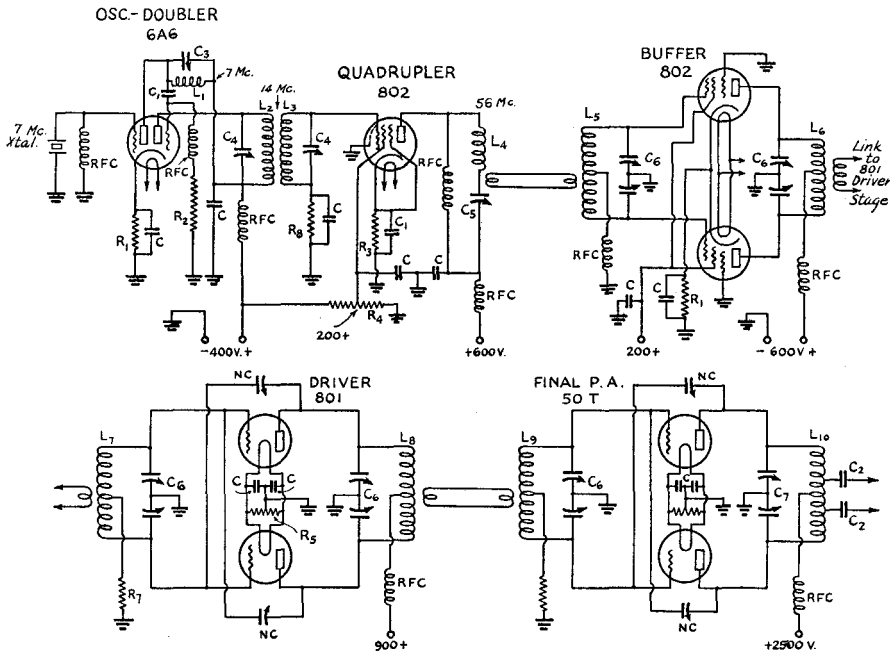 OSC.-DOUBLER
6A6
C3
7 Mc.
L1
C1
7 Mc.
Xtal.
RFC
RFC
R1
C
R2
C
C4
RFC
14 Mc.
L2
L3
C4
R8
C
-400V.+
QUADRUPLER
802
RFC
56 Mc.
L4
C5
R3
C1
C
C
R4
200+
RFC
+600V.
BUFFER
802
L5
C6
RFC
C
200+
C
R1
C6
L6
RFC
-600V+
Link
to
801
Driver
Stage
DRIVER
801
NC
L7
C6
R7
C
C
R5
NC
C6
L8
RFC
900+
FINAL P.A.
50 T
NC
L9
C6
C
NC
C7
L10
C2
C2
RFC
+2500 V.